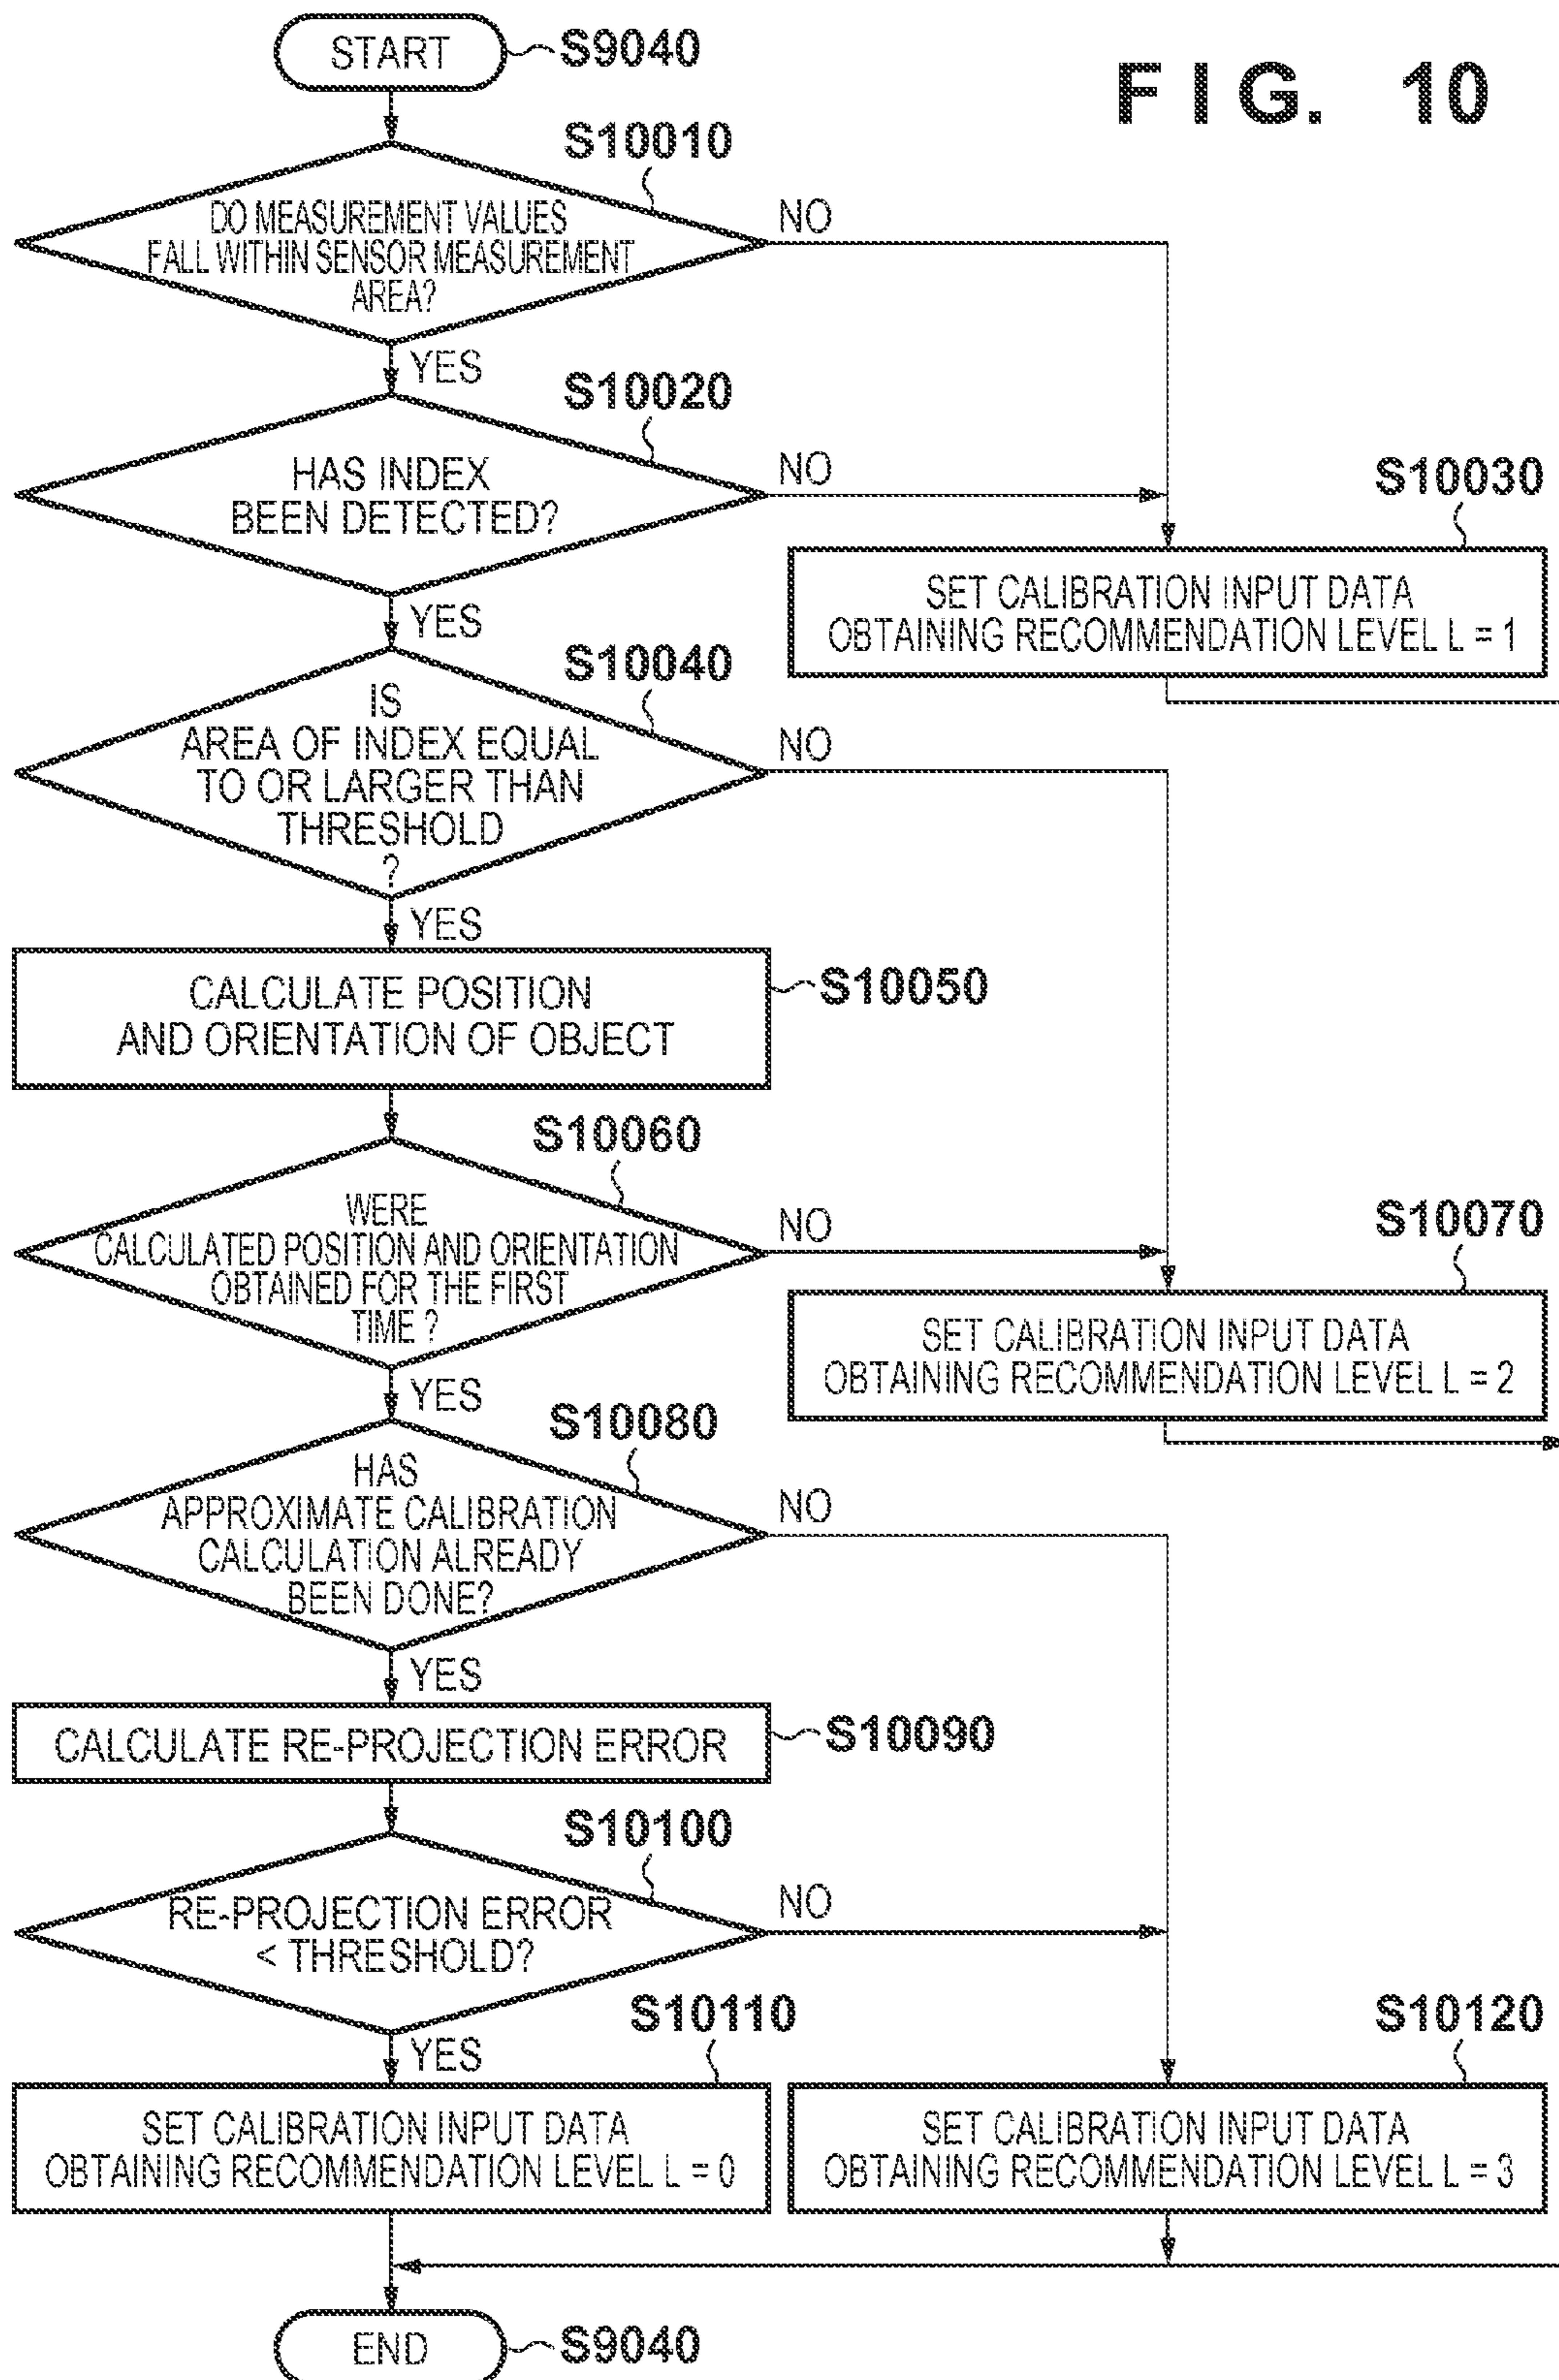 FIG. 10
START
S9040
S10010
DO MEASUREMENT VALUES
FALL WITHIN SENSOR MEASUREMENT
AREA?
NO
YES
S10020
HAS INDEX
BEEN DETECTED?
NO
S10030
SET CALIBRATION INPUT DATA
OBTAINING RECOMMENDATION LEVEL L = 1
YES
S10040
IS
AREA OF INDEX EQUAL
TO OR LARGER THAN
THRESHOLD
?
NO
YES
CALCULATE POSITION
AND ORIENTATION OF OBJECT
S10050
S10060
WERE
CALCULATED POSITION AND ORIENTATION
OBTAINED FOR THE FIRST
TIME ?
NO
S10070
SET CALIBRATION INPUT DATA
OBTAINING RECOMMENDATION LEVEL L = 2
YES
S10080
HAS
APPROXIMATE CALIBRATION
CALCULATION ALREADY
BEEN DONE?
NO
YES
CALCULATE RE-PROJECTION ERROR
S10090
S10100
RE-PROJECTION ERROR
< THRESHOLD?
NO
YES
S10110
SET CALIBRATION INPUT DATA
OBTAINING RECOMMENDATION LEVEL L = 0
S10120
SET CALIBRATION INPUT DATA
OBTAINING RECOMMENDATION LEVEL L = 3
END
S9040